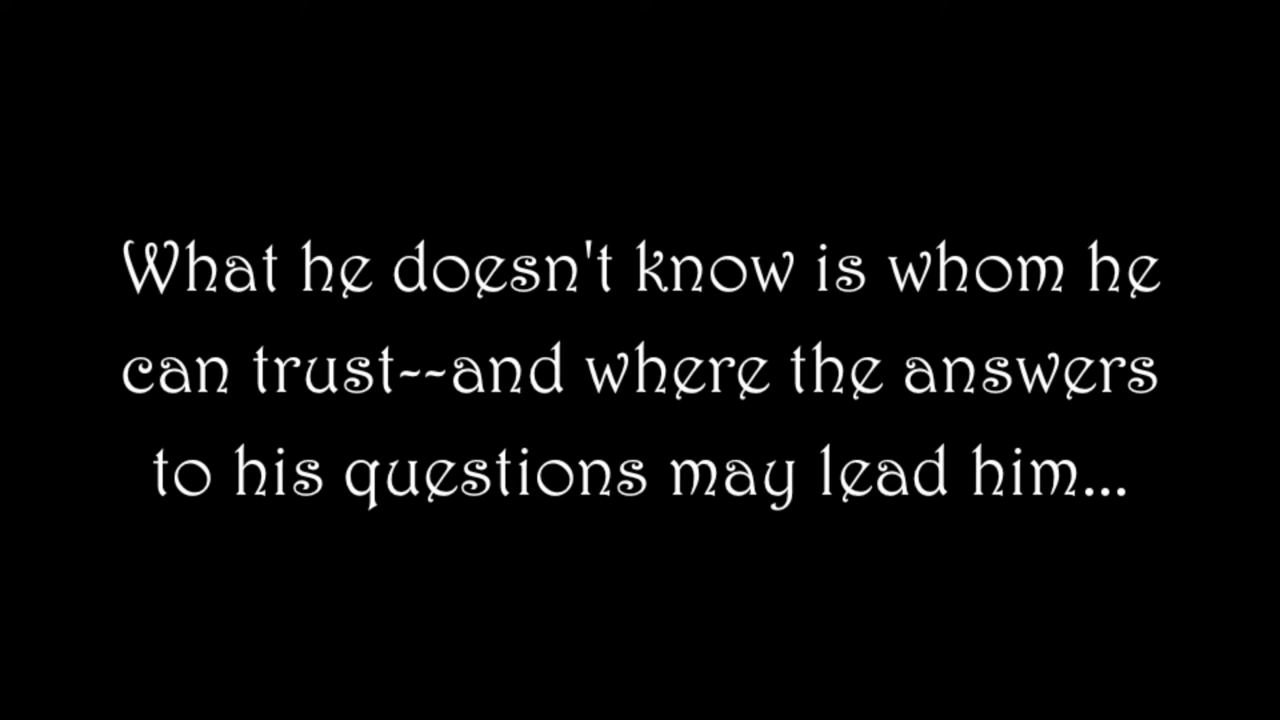 What he doesn't know is whom he
can trust--and where the answers
to his questions may lead him...